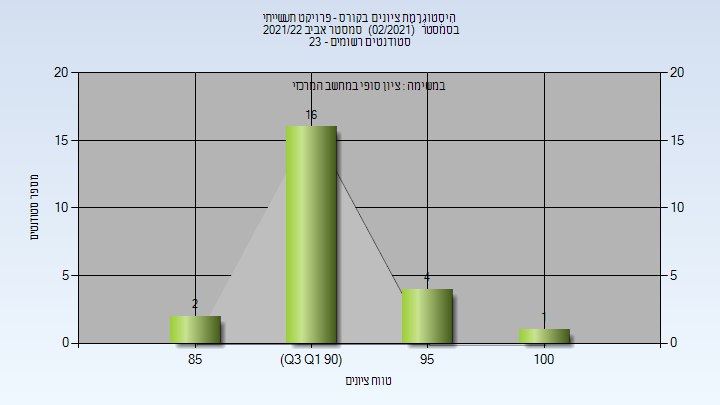 היסטוגרמת ציונים בקורס - פרויקט תעשייתי
בסמסטר (02/2021) סמסטר אביב 2021/22
סטודנטים רשומים - 23
במשימה : ציון סופי במחשב המרכזי
20 20
15 15
10 10
5 5
0 0
16
4
2
1
מספר סטודנטים
85 (Q3 Q1 90) 95 100
טווח ציונים